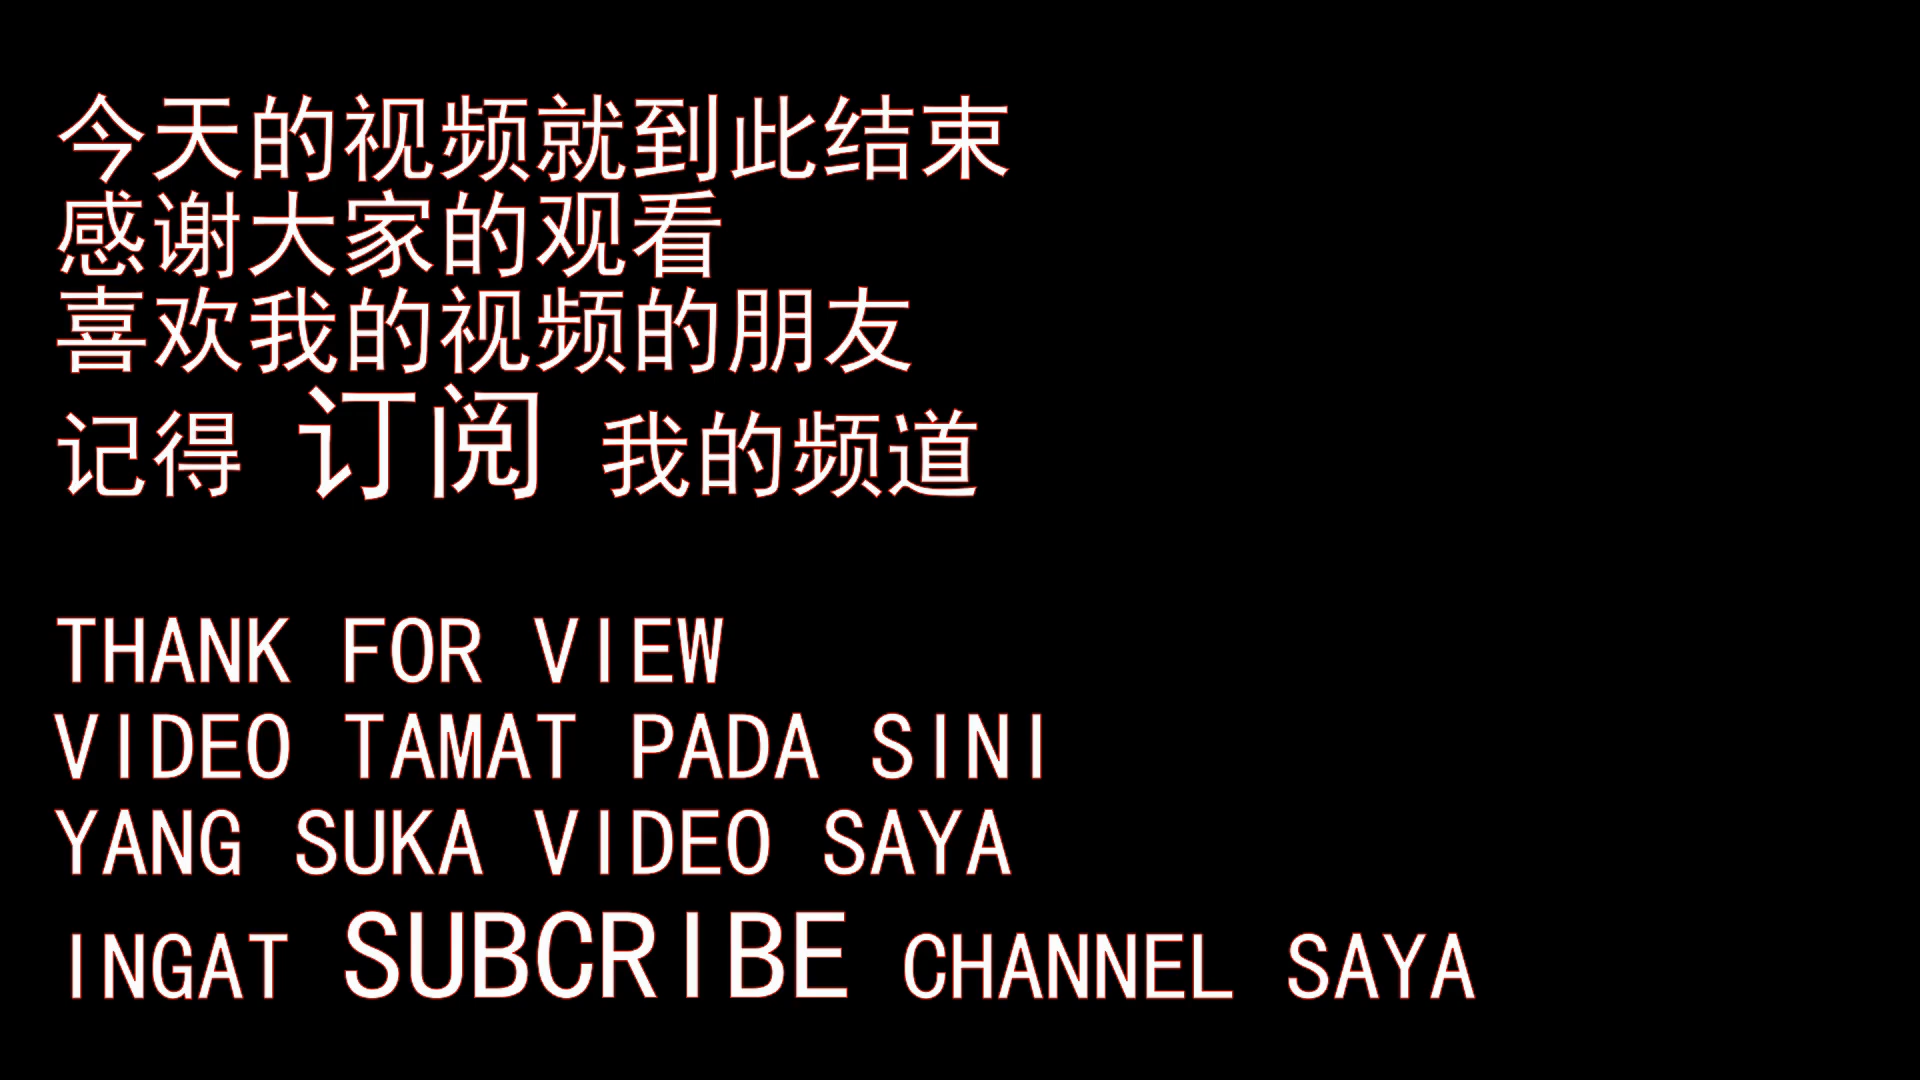 今天的视频就到此结束
感谢大家的观看
喜欢我的视频的朋友
记得 订阅 我的频道
THANK FOR VIEW
VIDEO TAMAT PADA SINI
YANG SUKA VIDEO SAYA
INGAT SUBCRIBE CHANNEL SAYA